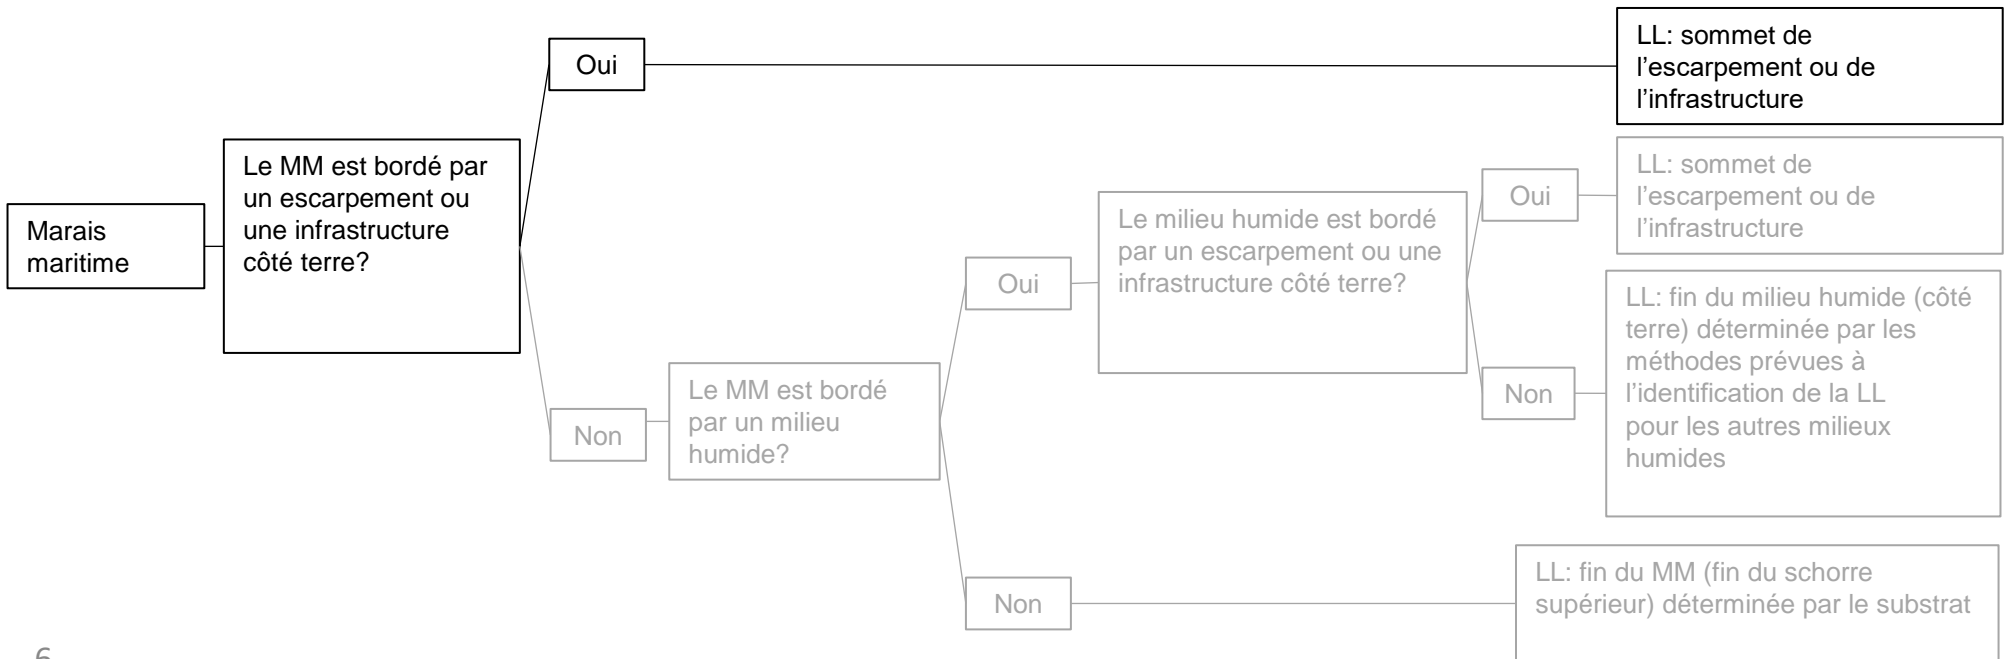 Marais
maritime
Le MM est bordé par
un escarpement ou
une infrastructure
côté terre?
Oui
LL: sommet de
l’escarpement ou de
l’infrastructure
Non
Le MM est bordé
par un milieu
humide?
Oui
Le milieu humide est bordé
par un escarpement ou une
infrastructure côté terre?
Oui
LL: sommet de
l’escarpement ou de
l’infrastructure
Non
LL: fin du milieu humide (côté
terre) déterminée par les
méthodes prévues à
l’identification de la LL
pour les autres milieux
humides
Non
LL: fin du MM (fin du schorre
supérieur) déterminée par le substrat
6